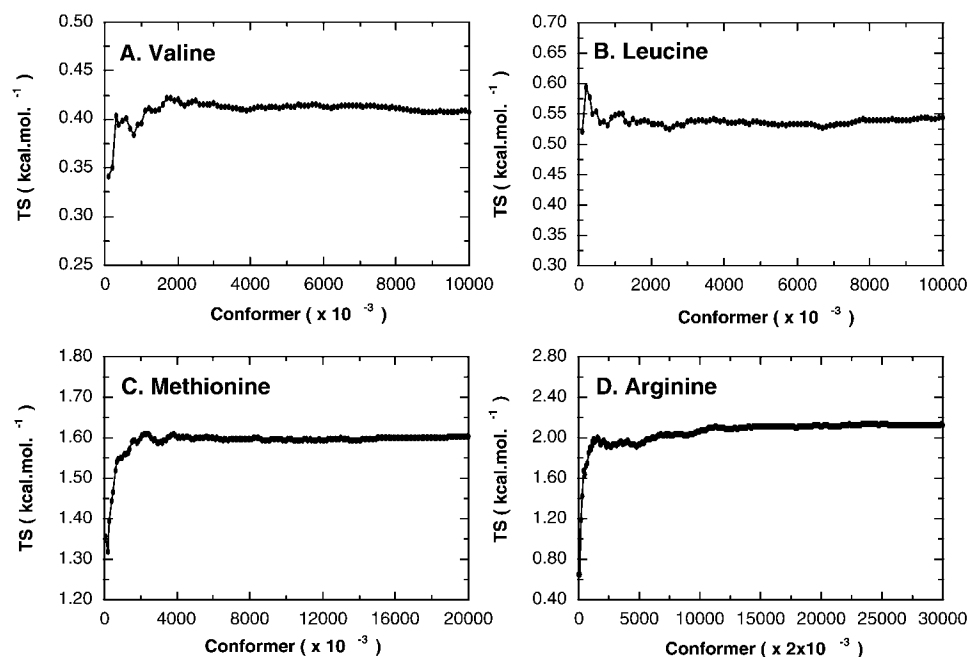 A. Valine
TS ( kcal.mol. -1 )
0.50
0.45
0.40
0.35
0.30
0.25
0 2000 4000 6000 8000 10000
Conformer ( x 10 -3 )
B. Leucine
TS ( kcal.mol. -1 )
0.70
0.65
0.60
0.55
0.50
0.45
0.40
0.35
0.30
0 2000 4000 6000 8000 10000
Conformer ( x 10 -3 )
C. Methionine
TS ( kcal.mol. -1 )
1.80
1.70
1.60
1.50
1.40
1.30
1.20
0 4000 8000 12000 16000 20000
Conformer ( x 10 -3 )
D. Arginine
TS ( kcal.mol. -1 )
2.80
2.40
2.00
1.60
1.20
0.80
0.40
0 5000 10000 15000 20000 25000 30000
Conformer ( x 2x10 -3 )